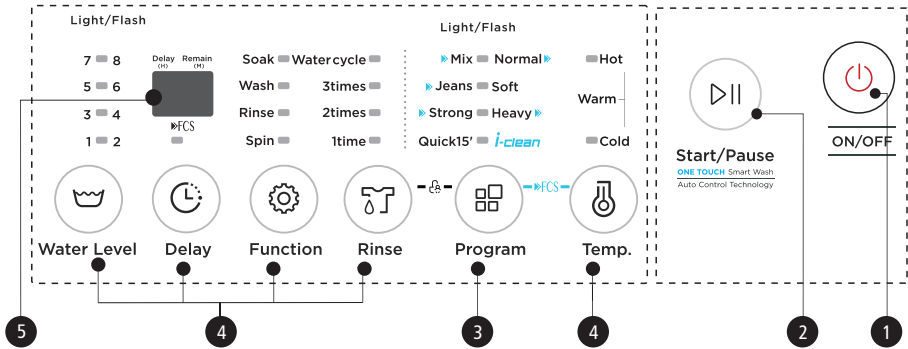 Light/Flash
7 8
5 6
3 4
1 2
Delay (H) Remain (M)
FCS
Soak Water cycle
Wash 3times
Rinse 2times
Spin 1time
Light/Flash
Mix Normal
Jeans Soft
Strong Heavy
Quick15' i-clean
Hot
Warm
Cold
FCS
Water Level
Delay
Function
Rinse
Program
Temp.
Start/Pause
ONE TOUCH Smart Wash
Auto Control Technology
ON/OFF
5
4
3
4
2
1